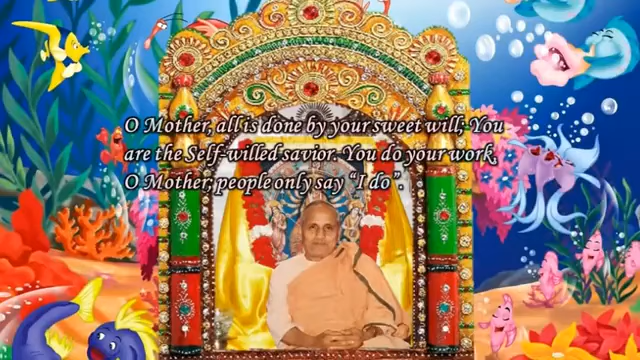 O Mother, all is done by your sweet will; You
are the Self-willed savior. You do your work,
O Mother, people only say “I do”.